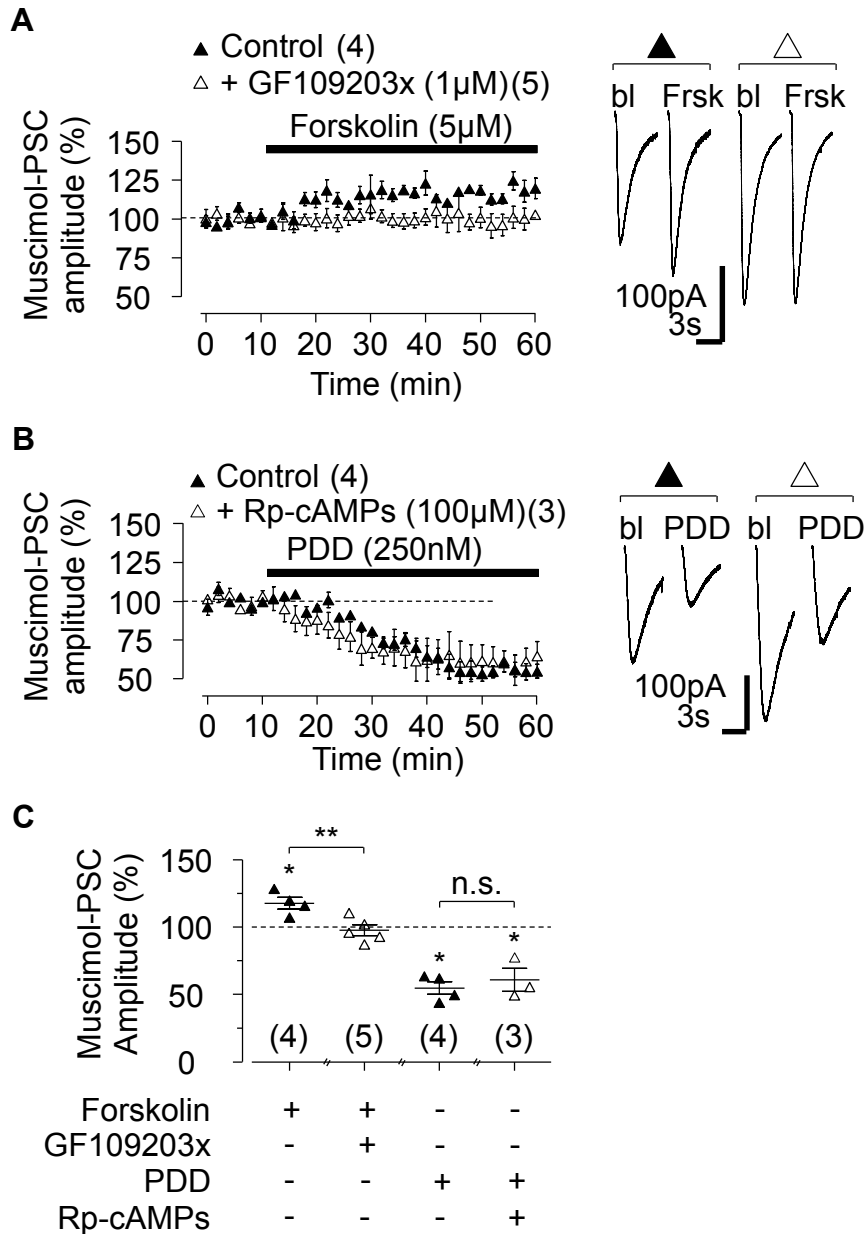 A
▲ Control (4)
△ + GF109203x (1µM)(5)
Forskolin (5µM)
Muscimol-PSC
amplitude (%)
150
125
100
75
50
0 10 20 30 40 50 60
Time (min)
bl Frsk bl Frsk
100pA
3s
B
▲ Control (4)
△ + Rp-cAMPs (100µM)(3)
PDD (250nM)
Muscimol-PSC
amplitude (%)
150
125
100
75
50
0 10 20 30 40 50 60
Time (min)
bl PDD bl PDD
100pA
3s
C
Muscimol-PSC
Amplitude (%)
150
100
50
0
* ** * n.s. *
(4) (5) (4) (3)
Forskolin + + - -
GF109203x - + - -
PDD - - + +
Rp-cAMPs - - - +